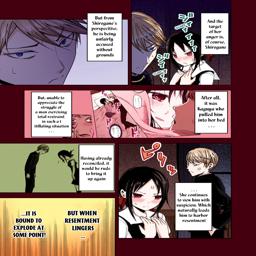 And the
target of
her anger
is, of course,
Shirogane
But from
Shirogane's
perspective,
he is being
unfairly
accused
without
grounds
After all,
it was
Kaguya who
pulled him
into her
bed
But, unable to
appreciate the
struggle of a
man exercising
total restraint
in such a
titillating
situation ...
She continues
to view him with
suspicion. Which
naturally leads him
to harbor
resentment
Having already
reconciled, it
would be rude
to bring it up
again
BUT WHEN
RESENTMENT
LINGERS
...
...IT IS
BOUND TO
EXPLODE AT
SOME POINT!